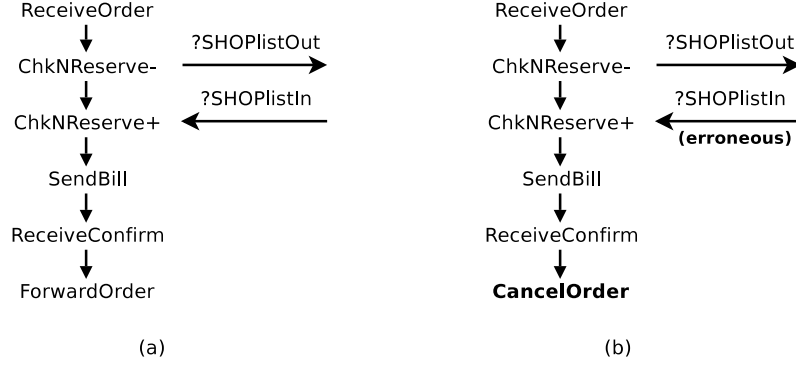 ReceiveOrder
?SHOPlistOut
ChkNReserve-
?SHOPlistIn
ChkNReserve+
SendBill
ReceiveConfirm
ForwardOrder
(a)
ReceiveOrder
?SHOPlistOut
ChkNReserve-
?SHOPlistIn
ChkNReserve+
(erroneous)
SendBill
ReceiveConfirm
CancelOrder
(b)